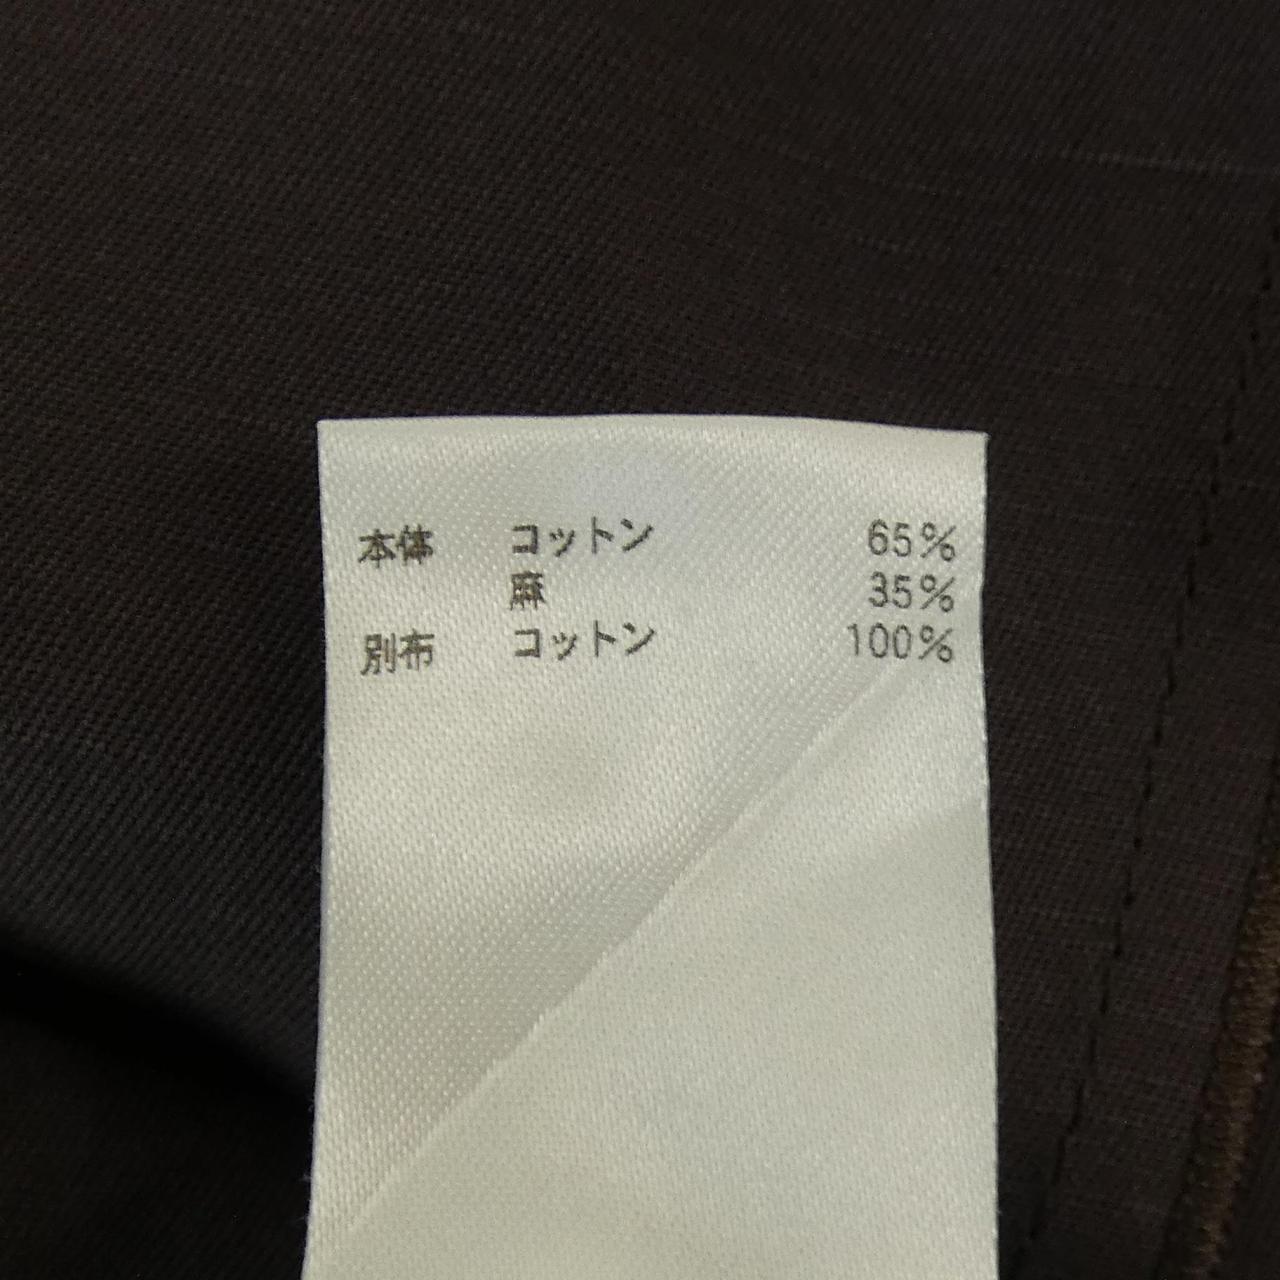 本体 コットン 65%
麻 35%
別布 コットン 100%